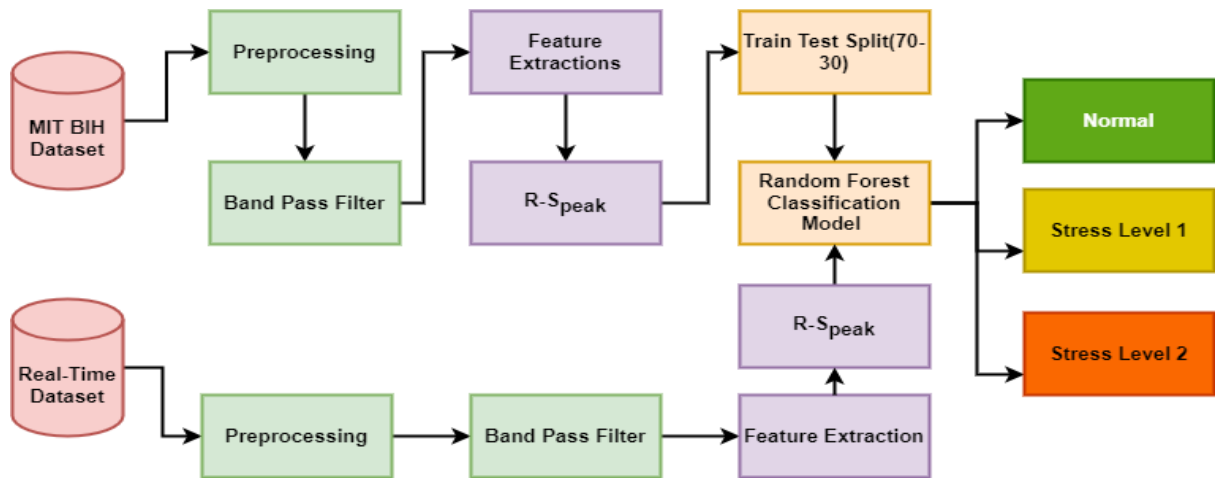 MIT BIH
Dataset
Preprocessing
Band Pass Filter
Feature
Extractions
R-Speak
Train Test Split(70-
30)
Random Forest
Classification
Model
Normal
Stress Level 1
Stress Level 2
Real-Time
Dataset
Preprocessing
Band Pass Filter
Feature Extraction
R-Speak